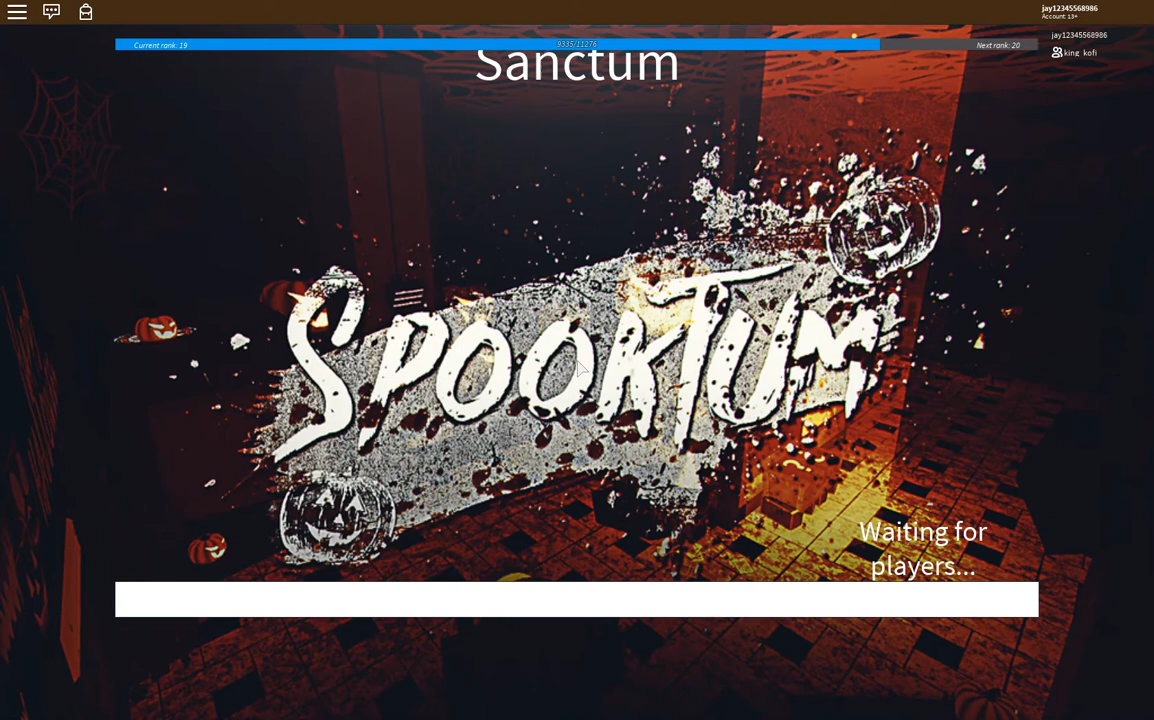 jay12345568986
Account: 13+
jay12345568986
king_kofi
Current rank: 19
9335/11276
Next rank: 20
Sanctum
SPOOKTUM
Waiting for
players...